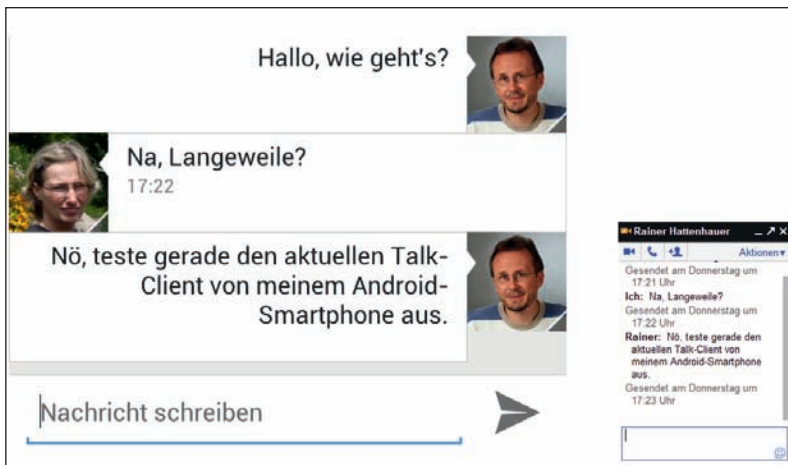 Hallo, wie geht's?
Na, Langeweile?
17:22
Nö, teste gerade den aktuellen Talk-
Client von meinem Android-
Smartphone aus.
Nachricht schreiben
Rainer Hattenhauer
Aktionen
Gesendet am Donnerstag um
17:21 Uhr
Ich: Na, Langeweile?
Gesendet am Donnerstag um
17:22 Uhr
Rainer: Nö, teste gerade den
aktuellen Talk-Client von
meinem Android-Smartphone
aus.
Gesendet am Donnerstag um
17:23 Uhr